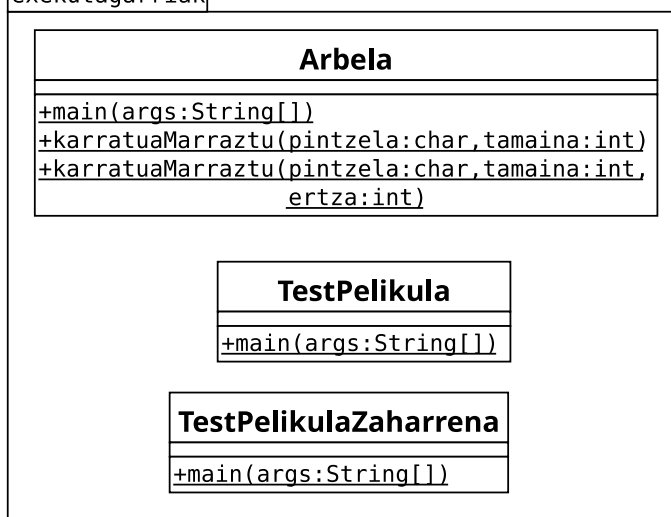 exekutagarriak
Arbela
+main(args:String[])
+karratuaMarraztu(pintzela:char,tamaina:int)
+karratuaMarraztu(pintzela:char,tamaina:int,
ertza:int)
TestPelikula
+main(args:String[])
TestPelikulaZaharrena
+main(args:String[])